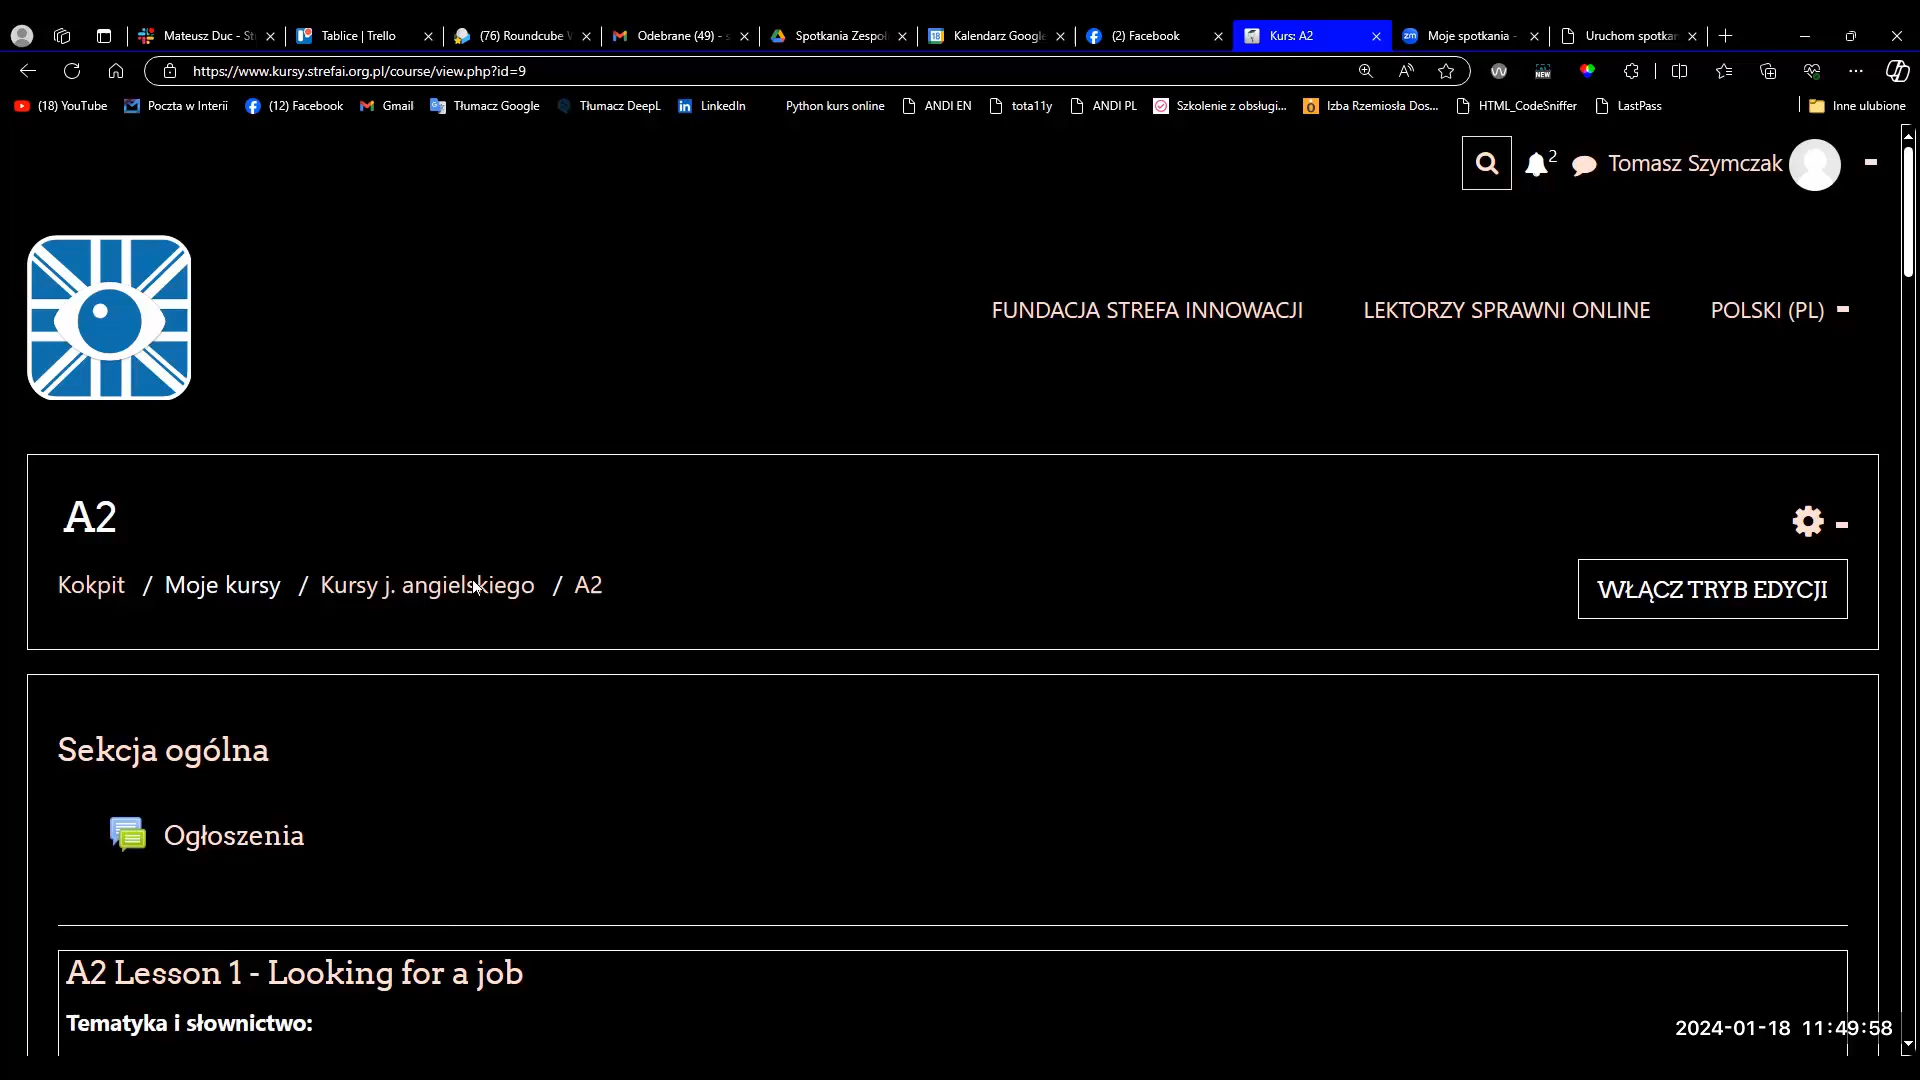 Mateusz Duc - St
Tablice | Trello
(76) Roundcube W
Odebrane (49) - s
Spotkania Zespoł
Kalendarz Google
(2) Facebook
Kurs: A2
Moje spotkania -
Uruchom spotkan
https://www.kursy.strefai.org.pl/course/view.php?id=9
(18) YouTube
Poczta w Interii
(12) Facebook
Gmail
Tłumacz Google
Tłumacz DeepL
LinkedIn
Python kurs online
ANDI EN
tota11y
ANDI PL
Szkolenie z obsługi...
Izba Rzemiosła Dos...
HTML_CodeSniffer
LastPass
Inne ulubione
2
Tomasz Szymczak
FUNDACJA STREFA INNOWACJI
LEKTORZY SPRAWNI ONLINE
POLSKI (PL)
A2
Kokpit / Moje kursy / Kursy j. angielskiego / A2
WŁĄCZ TRYB EDYCJI
Sekcja ogólna
Ogłoszenia
A2 Lesson 1 - Looking for a job
Tematyka i słownictwo:
2024-01-18 11:49:58